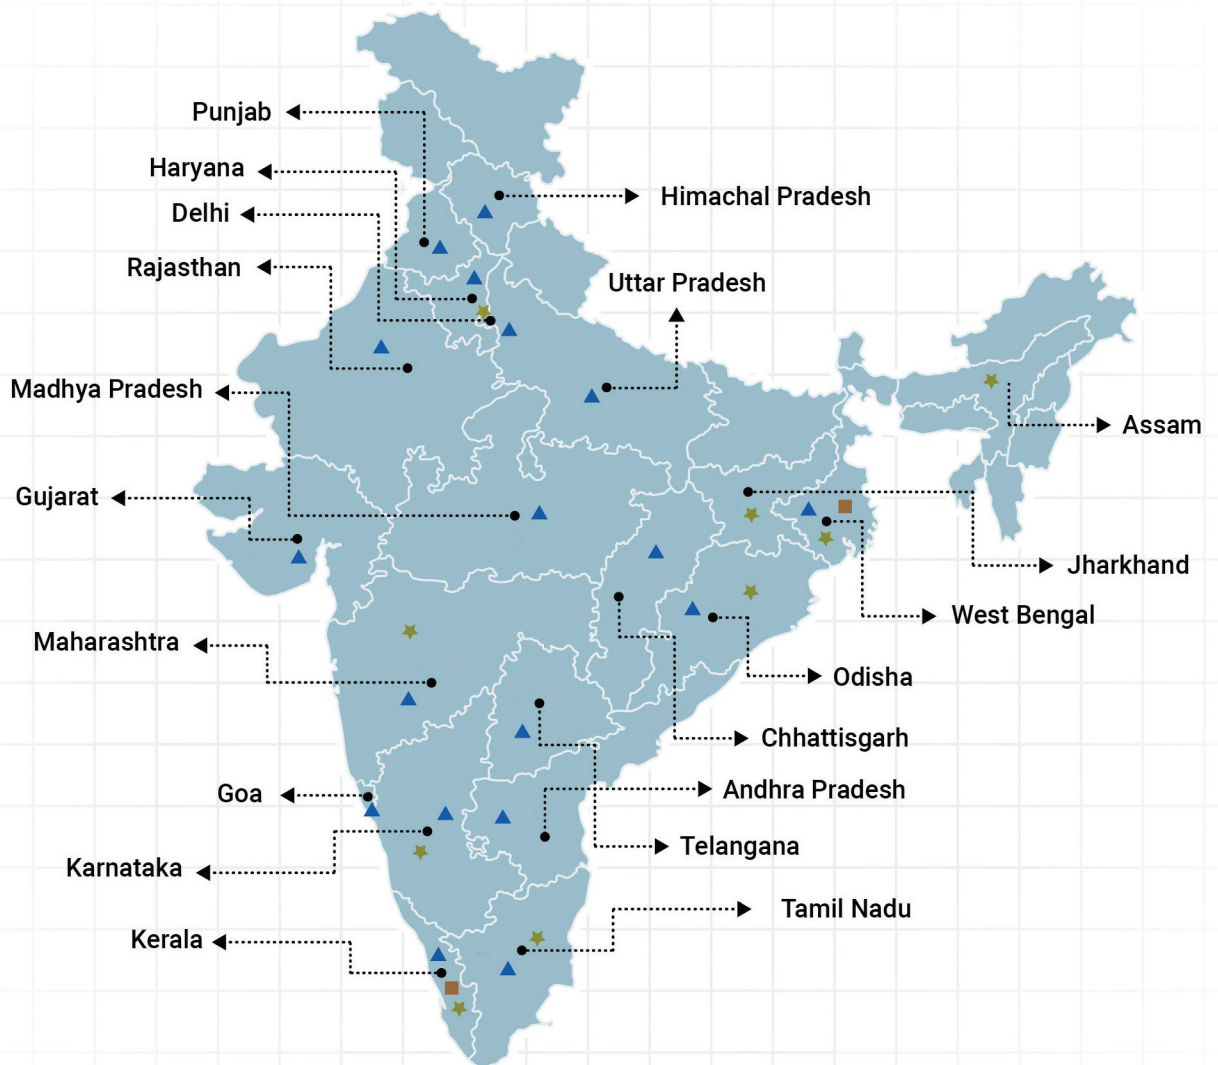 Punjab
Haryana
Himachal Pradesh
Delhi
Rajasthan
Uttar Pradesh
Madhya Pradesh
Assam
Gujarat
Jharkhand
West Bengal
Maharashtra
Odisha
Chhattisgarh
Andhra Pradesh
Goa
Telangana
Karnataka
Tamil Nadu
Kerala